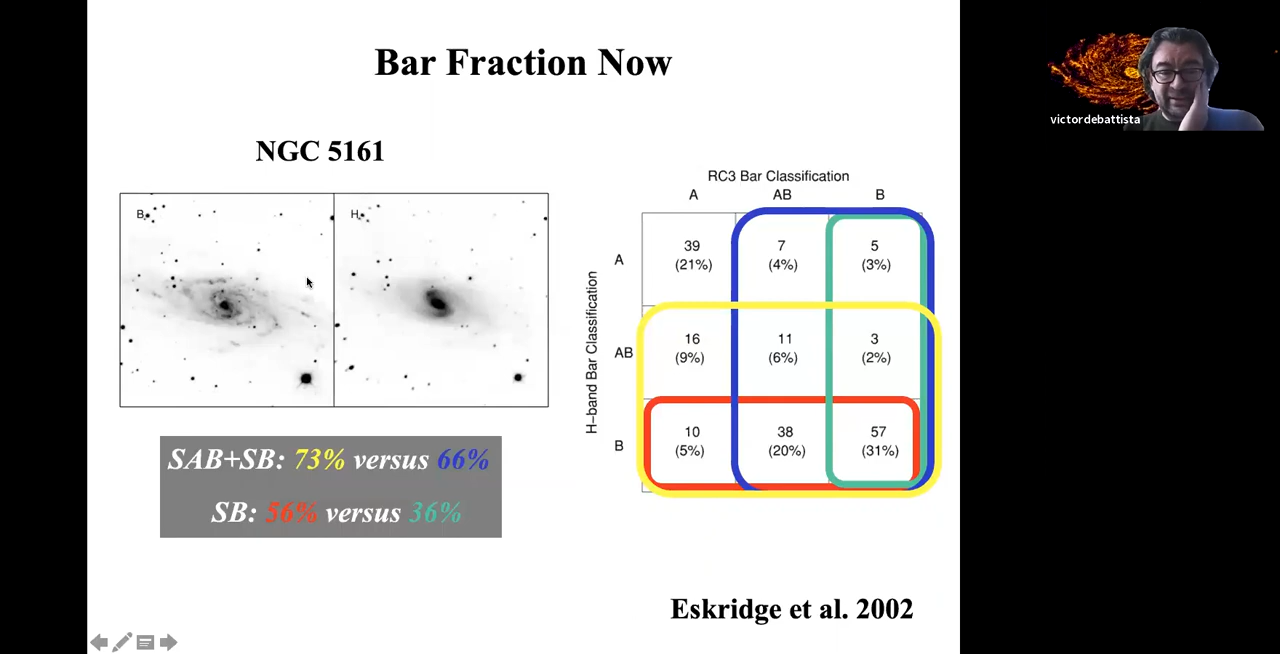 Bar Fraction Now
victordebattista
NGC 5161
B
H
SAB+SB: 73% versus 66%
SB: 56% versus 36%
RC3 Bar Classification
A AB B
H-band Bar Classification
A
39 7 5
(21%) (4%) (3%)
AB
16 11 3
(9%) (6%) (2%)
B
10 38 57
(5%) (20%) (31%)
Eskridge et al. 2002